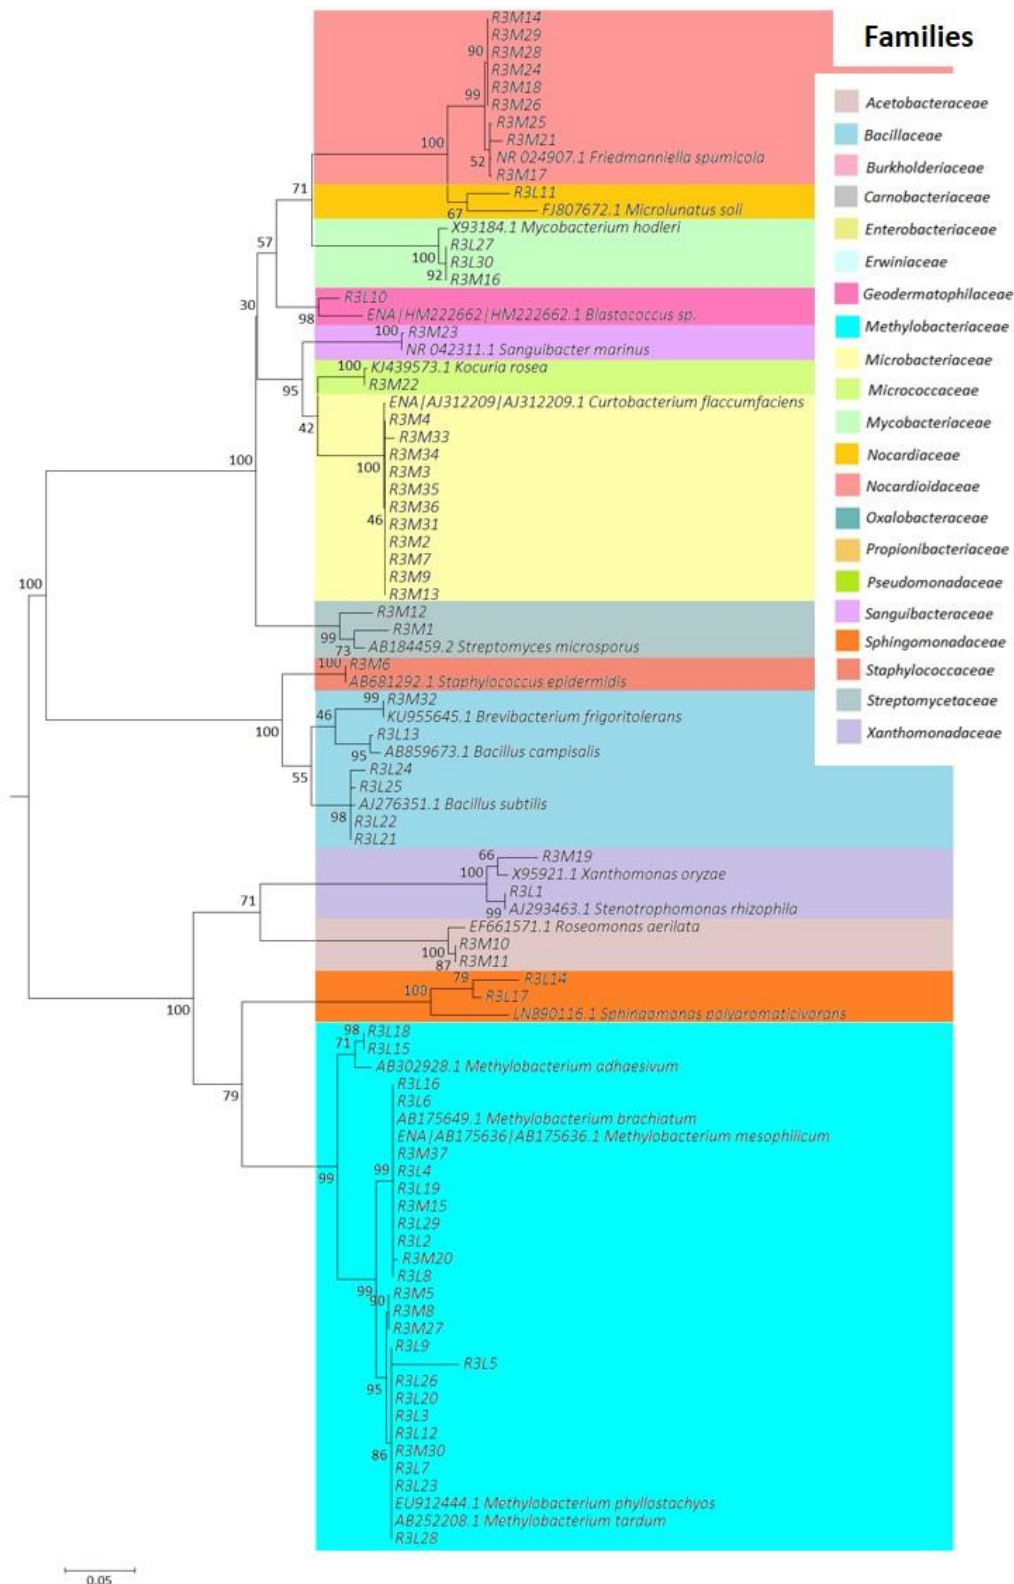 R3M14
R3M29
90
R3M28
R3M24
R3M18
99
R3M26
R3M25
100
R3M21
52
NR 024907.1 Friedmanniella spumicola
R3M17
71
R3L11
67
FJ807672.1 Microlunatus soli
X93184.1 Mycobacterium hodleri
57
R3L27
100
R3L30
92
R3M16
R3L10
30
98
ENA|HM222662|HM222662.1 Blastococcus sp.
100
R3M23
NR 042311.1 Sanguibacter marinus
100
KJ439573.1 Kocuria rosea
95
R3M22
ENA|AJ312209|AJ312209.1 Curtobacterium flaccumfaciens
42
R3M4
R3M33
100
R3M34
100
R3M3
R3M35
R3M36
46
R3M31
R3M2
R3M7
100
R3M9
R3M13
R3M12
99
R3M1
73
AB184459.2 Streptomyces microsporus
100
R3M6
AB681292.1 Staphylococcus epidermidis
99
R3M32
46
KU955645.1 Brevibacterium frigoritolerans
100
R3L13
95
AB859673.1 Bacillus campisalis
55
R3L24
R3L25
AJ276351.1 Bacillus subtilis
98
R3L22
R3L21
66
R3M19
100
X95921.1 Xanthomonas oryzae
71
R3L1
99
AJ293463.1 Stenotrophomonas rhizophila
EF661571.1 Roseomonas aerilata
100
R3M10
87
R3M11
79
R3L14
100
100
R3L17
LN890116.1 Sphingomonas polyaromaticivorans
98
R3L18
71
R3L15
AB302928.1 Methylobacterium adhaesivum
79
R3L16
R3L6
AB175649.1 Methylobacterium brachiatum
ENA|AB175636|AB175636.1 Methylobacterium mesophilicum
R3M37
99
99
R3L4
R3L19
R3M15
R3L29
R3L2
R3M20
R3L8
99
90
R3M5
R3M8
R3M27
R3L9
R3L5
95
R3L26
R3L20
R3L3
R3L12
86
R3M30
R3L7
R3L23
EU912444.1 Methylobacterium phyllostachyos
AB252208.1 Methylobacterium tardum
R3L28
0.05
Families
Acetobacteraceae
Bacillaceae
Burkholderiaceae
Carnobacteriaceae
Enterobacteriaceae
Erwiniaceae
Geodermatophilaceae
Methylobacteriaceae
Microbacteriaceae
Micrococcaceae
Mycobacteriaceae
Nocardiaceae
Nocardioidaceae
Oxalobacteraceae
Propionibacteriaceae
Pseudomonadaceae
Sanguibacteraceae
Sphingomonadaceae
Staphylococcaceae
Streptomycetaceae
Xanthomonadaceae